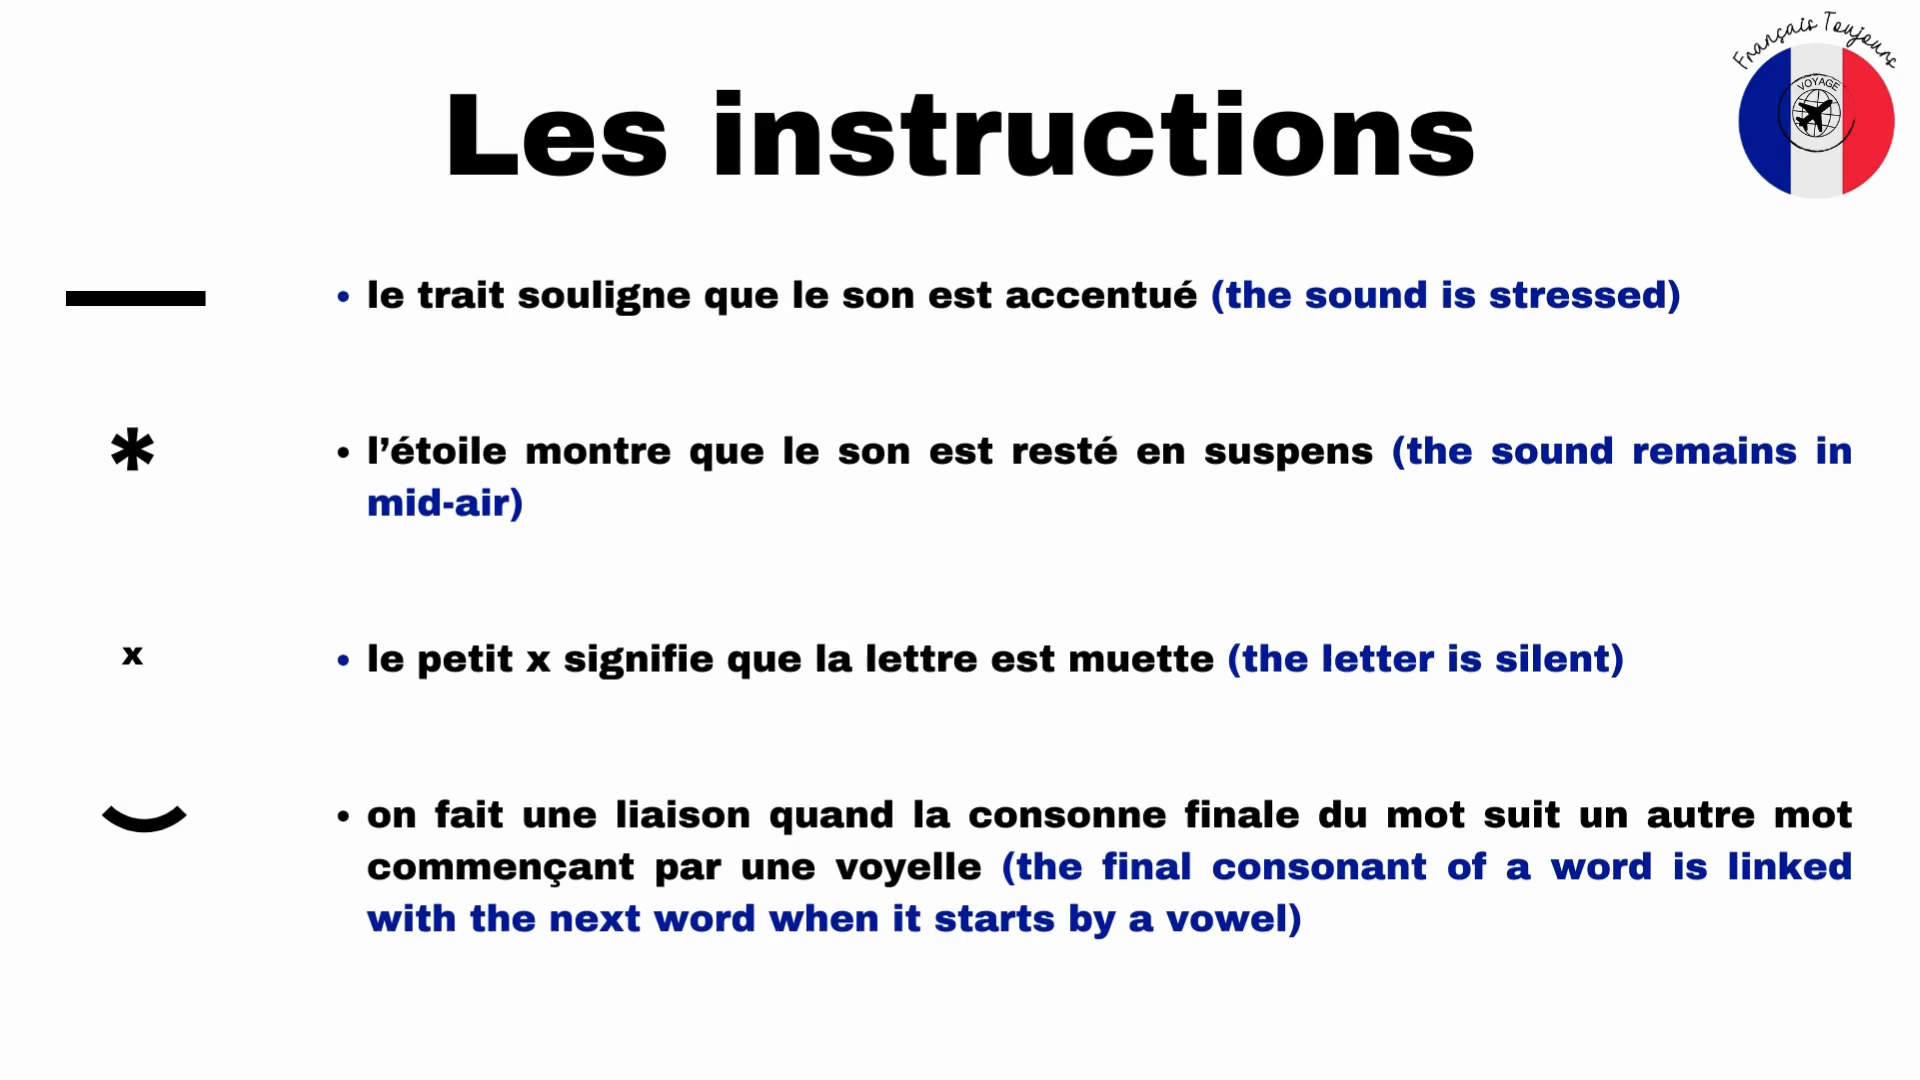 Français Toujours
VOYAGE
Les instructions
• le trait souligne que le son est accentué (the sound is stressed)
* • l’étoile montre que le son est resté en suspens (the sound remains in
mid-air)
x • le petit x signifie que la lettre est muette (the letter is silent)
• on fait une liaison quand la consonne finale du mot suit un autre mot
commençant par une voyelle (the final consonant of a word is linked
with the next word when it starts by a vowel)